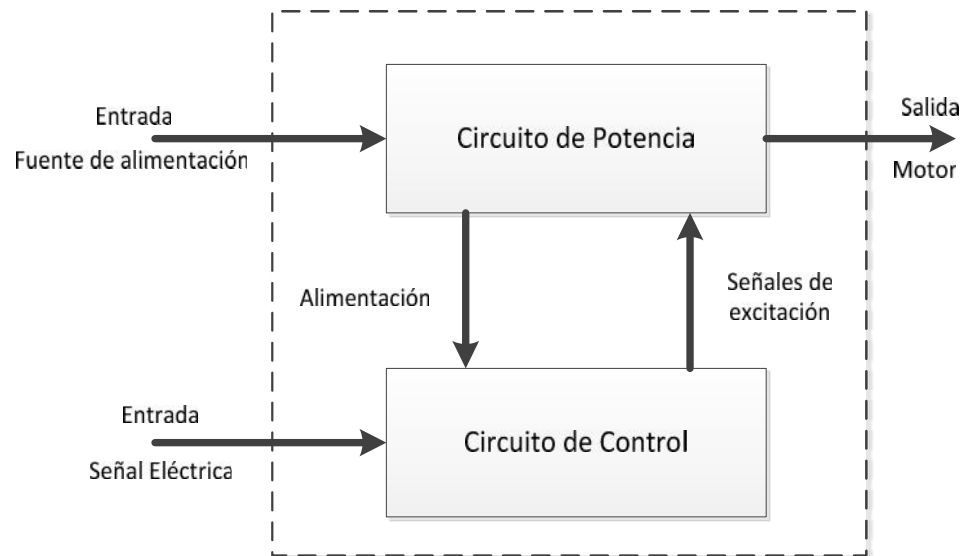 Entrada
Fuente de alimentación
Circuito de Potencia
Salida
Motor
Alimentación
Señales de
excitación
Entrada
Señal Eléctrica
Circuito de Control